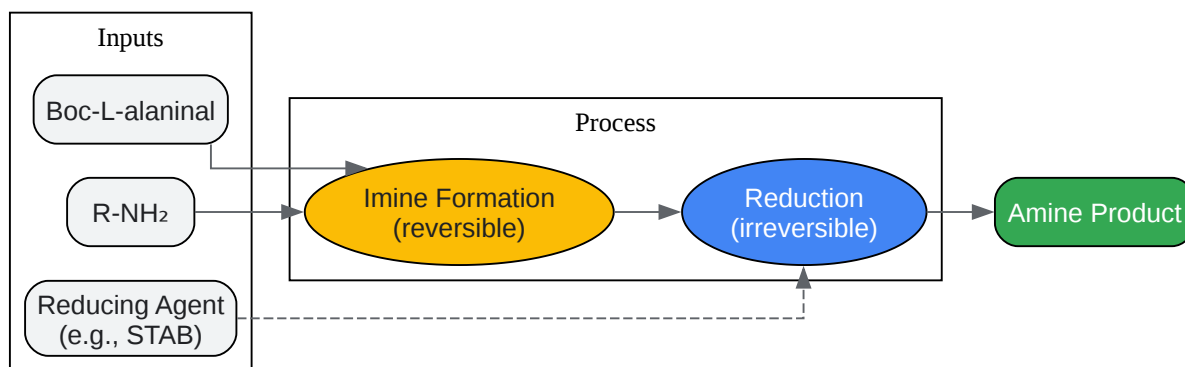 Inputs
Boc-L-alaninal
R-NH₂
Reducing Agent
(e.g., STAB)
Process
Imine Formation
(reversible)
Reduction
(irreversible)
Amine Product